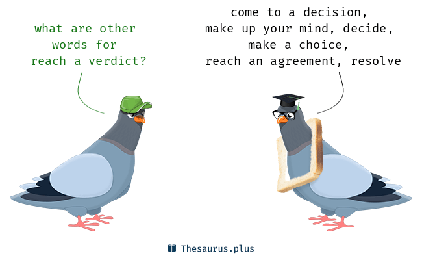 what are other
words for
reach a verdict?
come to a decision,
make up your mind, decide,
make a choice,
reach an agreement, resolve
Thesaurus.plus